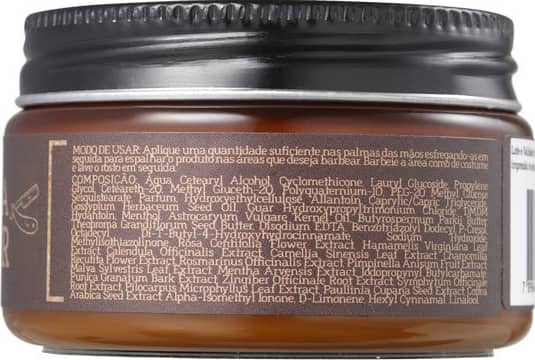 MODO DE USAR: Aplique uma quantidade suficiente nas palmas das mãos esfregando-as em
seguida para espalhar o produto nas áreas que deseja barbear. Barbeie a área como de costume
e lave o rosto em seguida.
COMPOSIÇÃO: Água, Cetearyl Alcohol, Cyclomethicone, Lauryl Glucoside, Propylene
Glycol, Ceteareth-20, Methyl Gluceth-20, Polyquaternium-10, PEG-20 Methyl Glucose
Sesquistearate, Parfum, Hydroxyethylcellulose, Allantoin, Caprylic/Capric Triglyceride,
Gossypium Herbaceum Seed Oil, Guar Hydroxypropyltrimonium Chloride, DMDM
Hydantoin, Menthol, Astrocaryum Vulgare Kernel Oil, Butyrospermum Parkii Butter,
Theobroma Grandiflorum Seed Butter, Disodium EDTA, Benzotriazolyl Dodecyl P-Cresol,
Octadecyl Di-T-Butyl-4-Hydroxyhydrocinnamate, Sodium Hydroxide,
Methylisothiazolinone, Rosa Centifolia Flower Extract, Hamamelis Virginiana Leaf
Extract, Calendula Officinalis Extract, Camellia Sinensis Leaf Extract, Chamomilla
Recutita Flower Extract, Rosmarinus Officinalis Extract, Pimpinella Anisum Fruit Extract,
Malva Sylvestris Leaf Extract, Mentha Arvensis Extract, Iodopropynyl Butylcarbamate,
Punica Granatum Bark Extract, Zingiber Officinale Root Extract, Symphytum Officinale
Root Extract, Pilocarpus Microphyllus Leaf Extract, Paullinia Cupana Seed Extract, Coffea
Arabica Seed Extract, Alpha-Isomethyl Ionone, D-Limonene, Hexyl Cynnamal, Linalool.